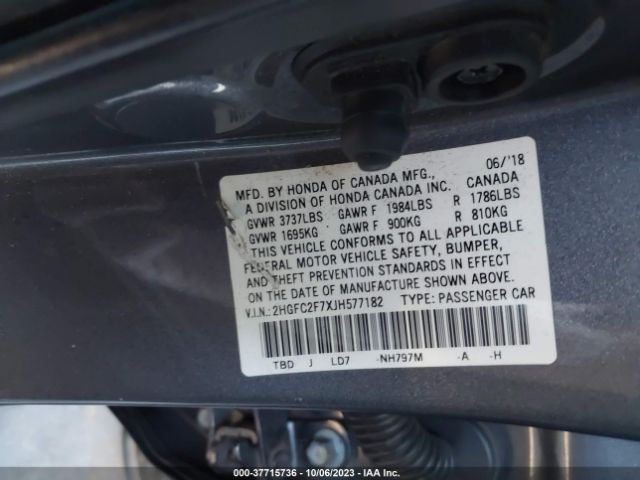 06/'18
MFD. BY HONDA OF CANADA MFG., CANADA
A DIVISION OF HONDA CANADA INC.
GVWR 3737LBS GAWR F 1984LBS R 1786LBS
GVWR 1695KG GAWR F 900KG R 810KG
THIS VEHICLE CONFORMS TO ALL APPLICABLE
FEDERAL MOTOR VEHICLE SAFETY, BUMPER,
AND THEFT PREVENTION STANDARDS IN EFFECT
ON THE DATE OF MANUFACTURE SHOWN ABOVE.
V.I.N.:2HGFC2F7XJH577182 TYPE: PASSENGER CAR
TBD J LD7 -NH797M -A -H
000-37715736 - 10/06/2023 - IAA Inc.